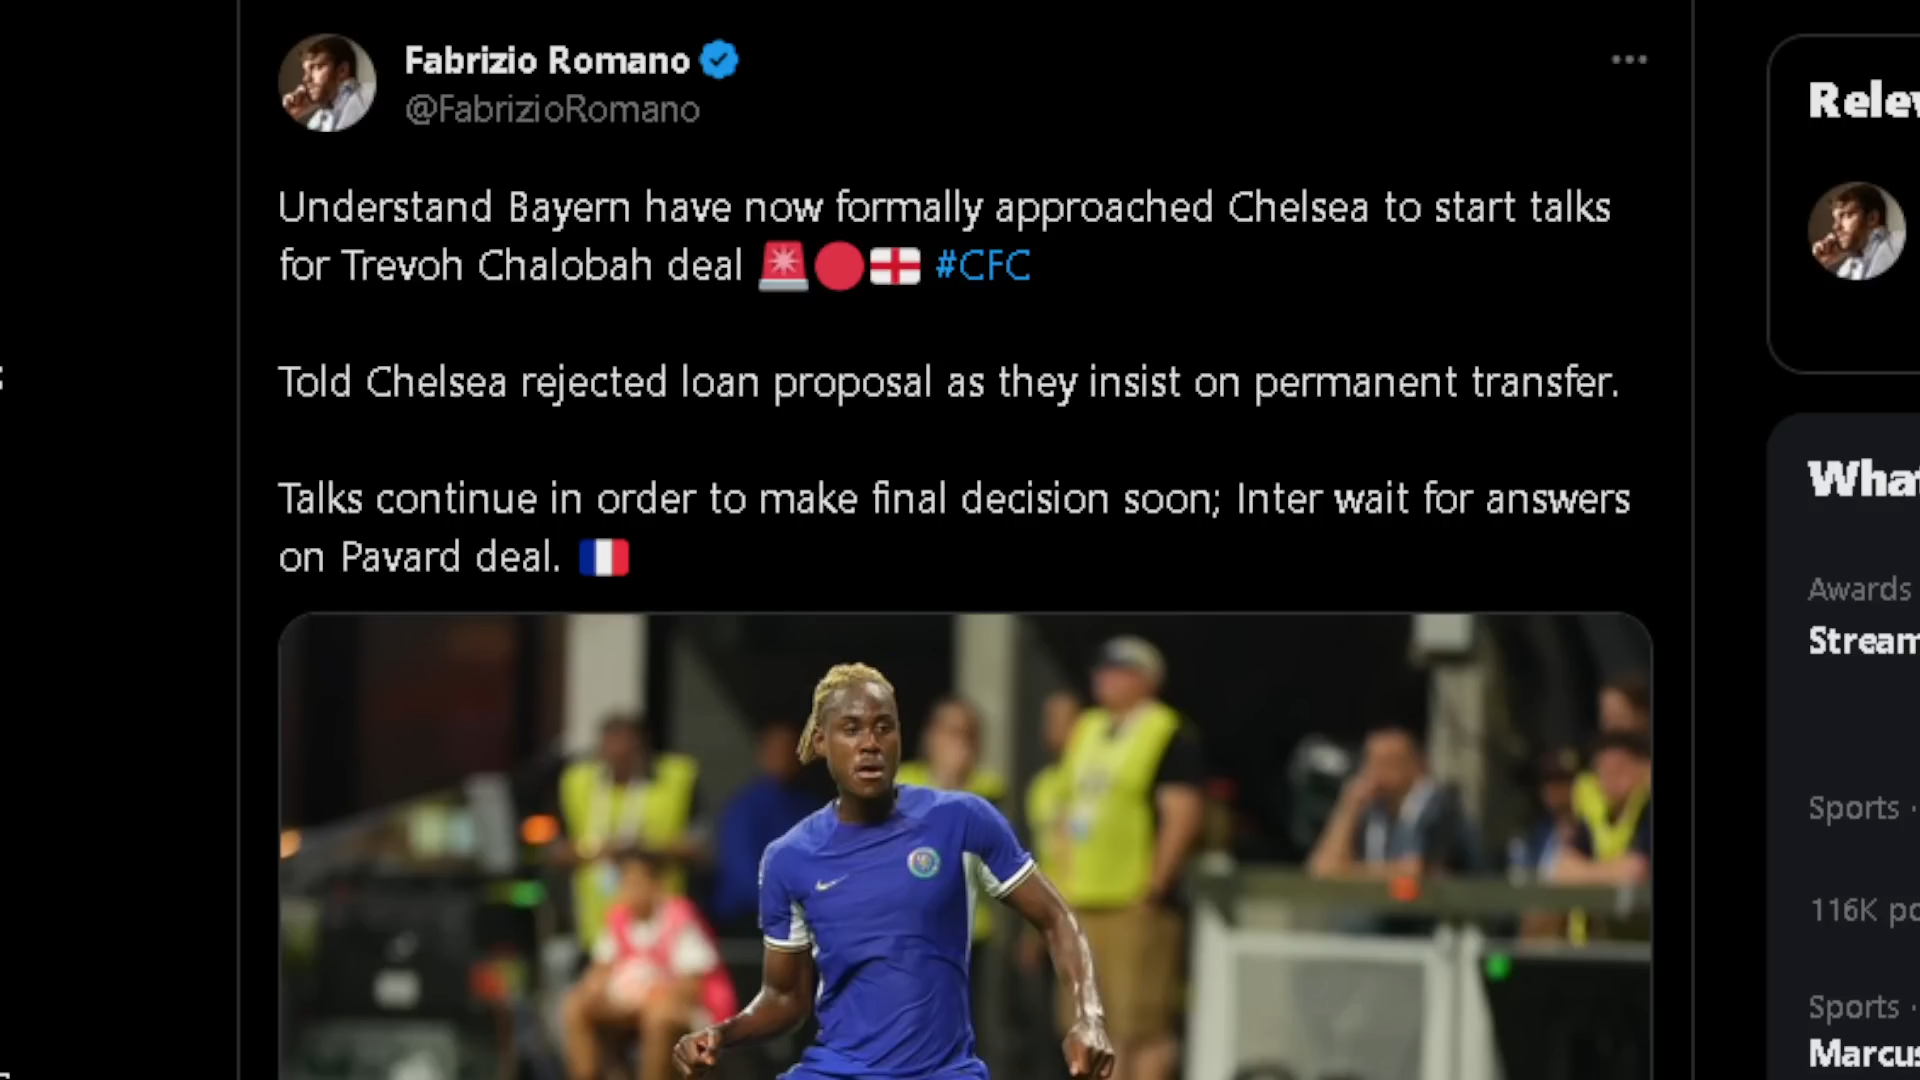 Fabrizio Romano
@FabrizioRomano
Understand Bayern have now formally approached Chelsea to start talks
for Trevoh Chalobah deal 🚨🔴🏴󠁧󠁢󠁥󠁮󠁧󠁿 #CFC
Told Chelsea rejected loan proposal as they insist on permanent transfer.
Talks continue in order to make final decision soon; Inter wait for answers
on Pavard deal. 🇫🇷
Awards
Stream
Sports ·
116K
Sports ·
Marcus